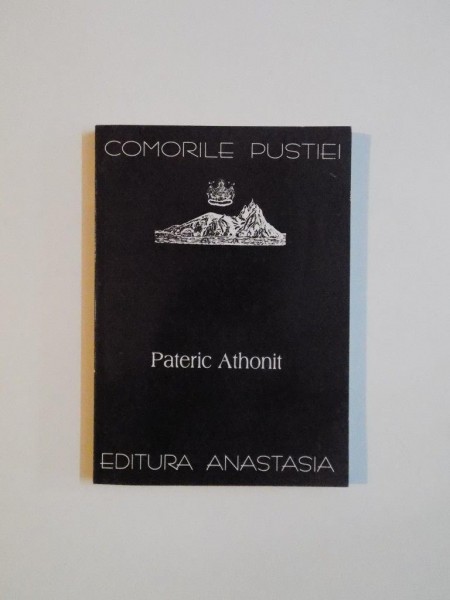 COMORILE PUSTIEI
Pateric Athonit
EDITURA ANASTASIA